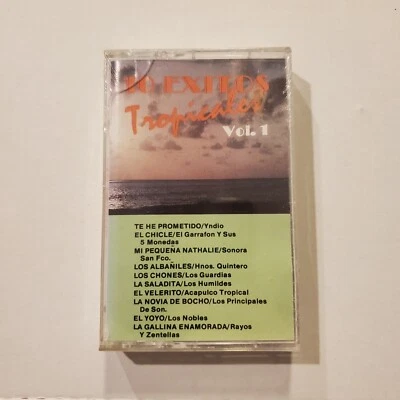 10 EXITOS
Tropicales
Vol. 1
TE HE PROMETIDO/Yndio
EL CHICLE/El Garrafon Y Sus
5 Monedas
MI PEQUEÑA NATHALIE/Sonora
San Fco.
LOS ALBAÑILES/Hnos. Quintero
LOS CHONES/Los Guardias
LA SALADITA/Los Humildes
EL VELERITO/Acapulco Tropical
LA NOVIA DE BOCHO/Los Principales
De Son.
EL YOYO/Los Nobles
LA GALLINA ENAMORADA/Rayos
Y Zentellas